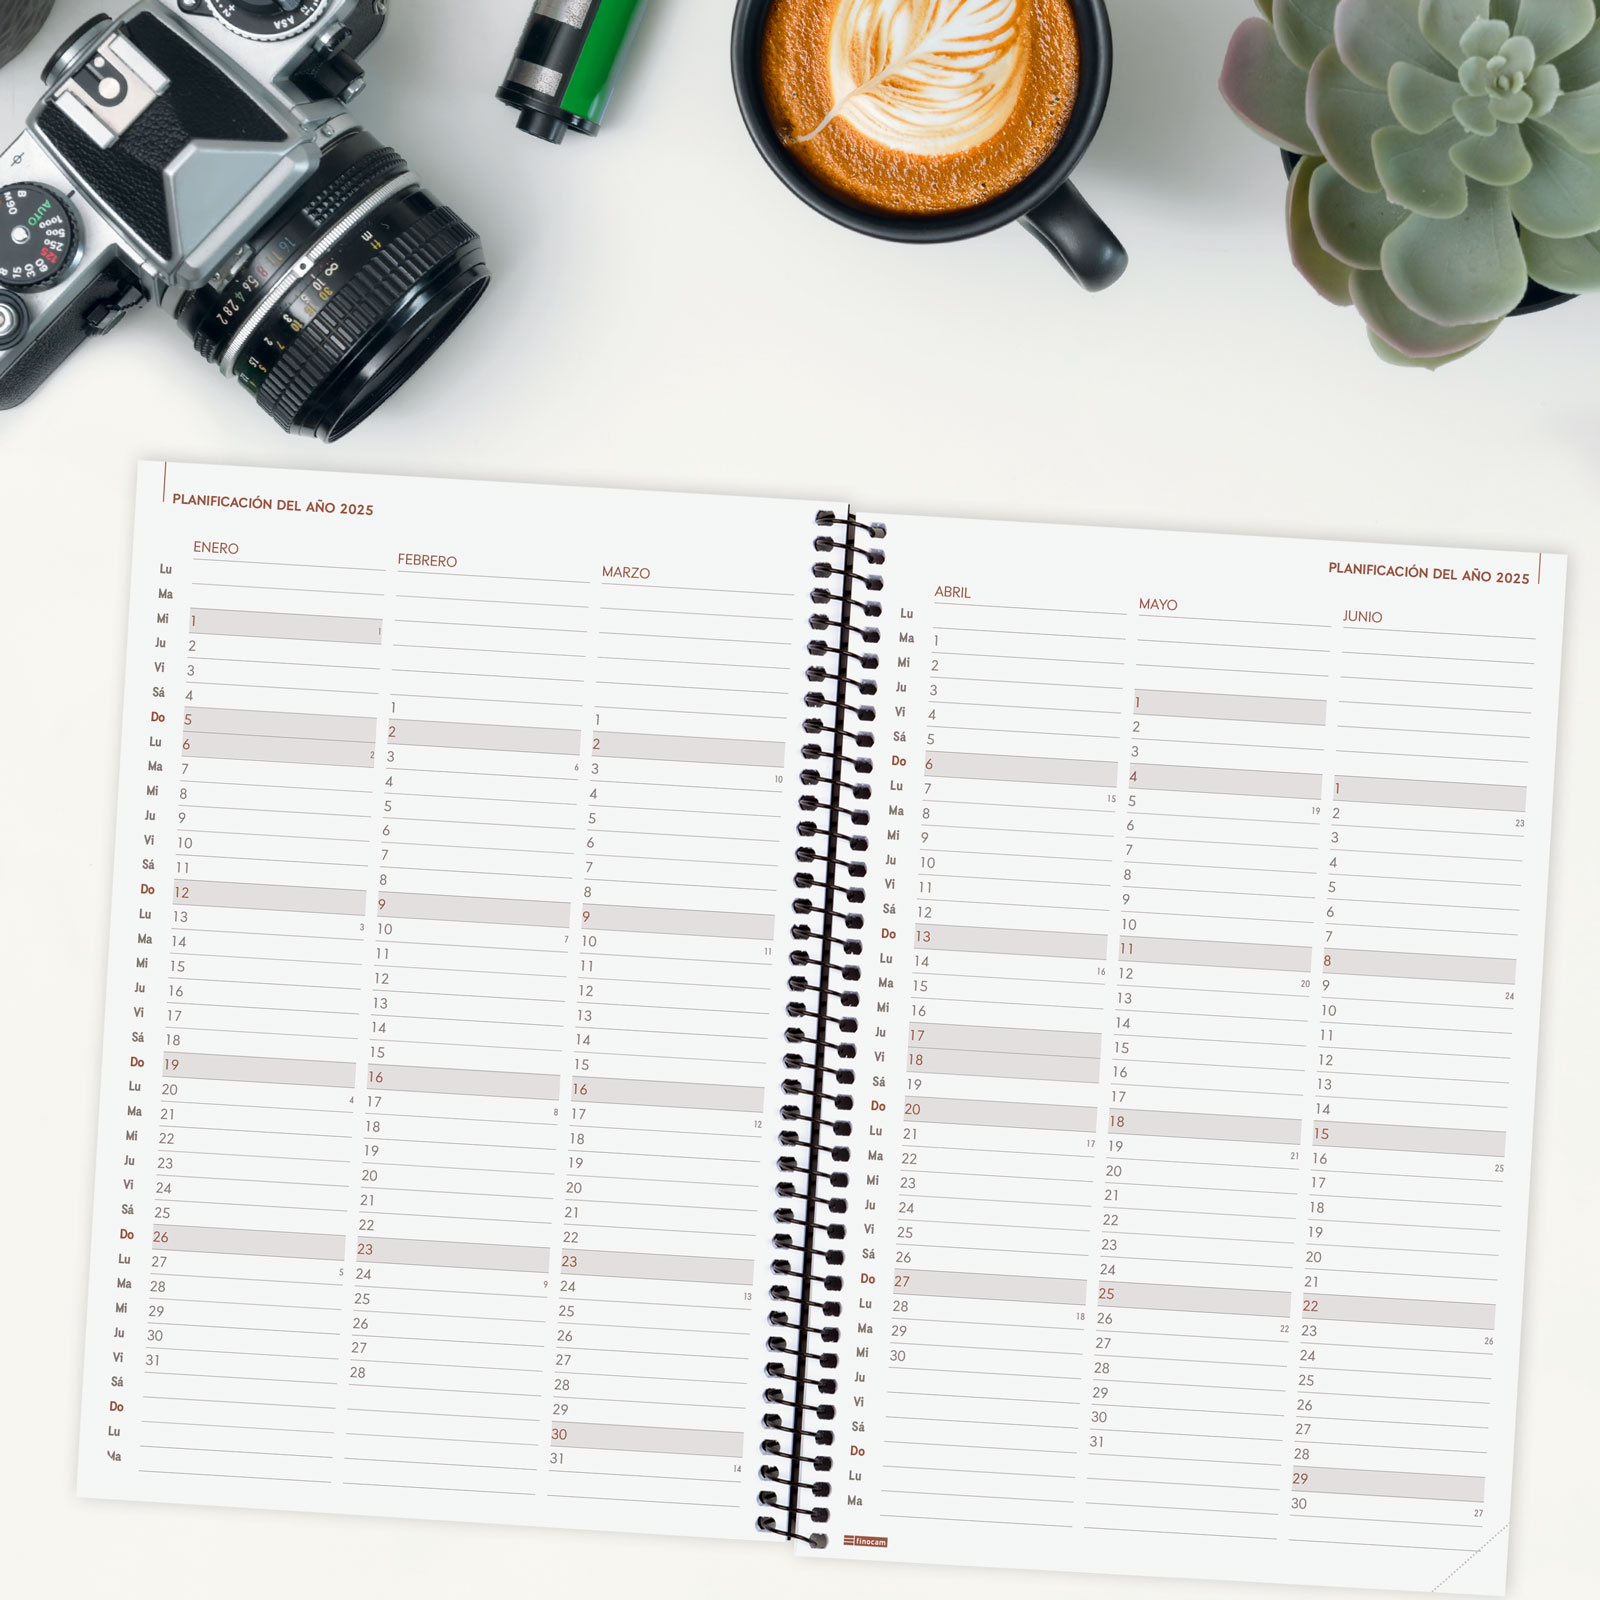 ASA
AUTO
PLANIFICACIÓN DEL AÑO 2025
ENERO FEBRERO MARZO
Lu
Ma
Mi 1 1
Ju 2
Vi 3
Sá 4 1 1
Do 5 2 2
Lu 6 2 3 6 3 10
Ma 7 4 4
Mi 8 5 5
Ju 9 6 6
Vi 10 7 7
Sá 11 8 8
Do 12 9 9
Lu 13 3 10 7 10 11
Ma 14 11 11
Mi 15 12 12
Ju 16 13 13
Vi 17 14 14
Sá 18 15 15
Do 19 16 16
Lu 20 4 17 8 17 12
Ma 21 18 18
Mi 22 19 19
Ju 23 20 20
Vi 24 21 21
Sá 25 22 22
Do 26 23 23
Lu 27 5 24 9 24 13
Ma 28 25 25
Mi 29 26 26
Ju 30 27 27
Vi 31 28 28
Sá 29
Do 30
Lu 31 14
Ma
PLANIFICACIÓN DEL AÑO 2025
ABRIL MAYO JUNIO
Lu
Ma 1
Mi 2
Ju 3 1
Vi 4 2
Sá 5 3
Do 6 4 1
Lu 7 15 5 19 2 23
Ma 8 6 3
Mi 9 7 4
Ju 10 8 5
Vi 11 9 6
Sá 12 10 7
Do 13 11 8
Lu 14 16 12 20 9 24
Ma 15 13 10
Mi 16 14 11
Ju 17 15 12
Vi 18 16 13
Sá 19 17 14
Do 20 18 15
Lu 21 17 19 21 16 25
Ma 22 20 17
Mi 23 21 18
Ju 24 22 19
Vi 25 23 20
Sá 26 24 21
Do 27 25 22
Lu 28 18 26 22 23 26
Ma 29 27 24
Mi 30 28 25
Ju 29 26
Vi 30 27
Sá 31 28
Do 29
Lu 30 27
Ma
finocam